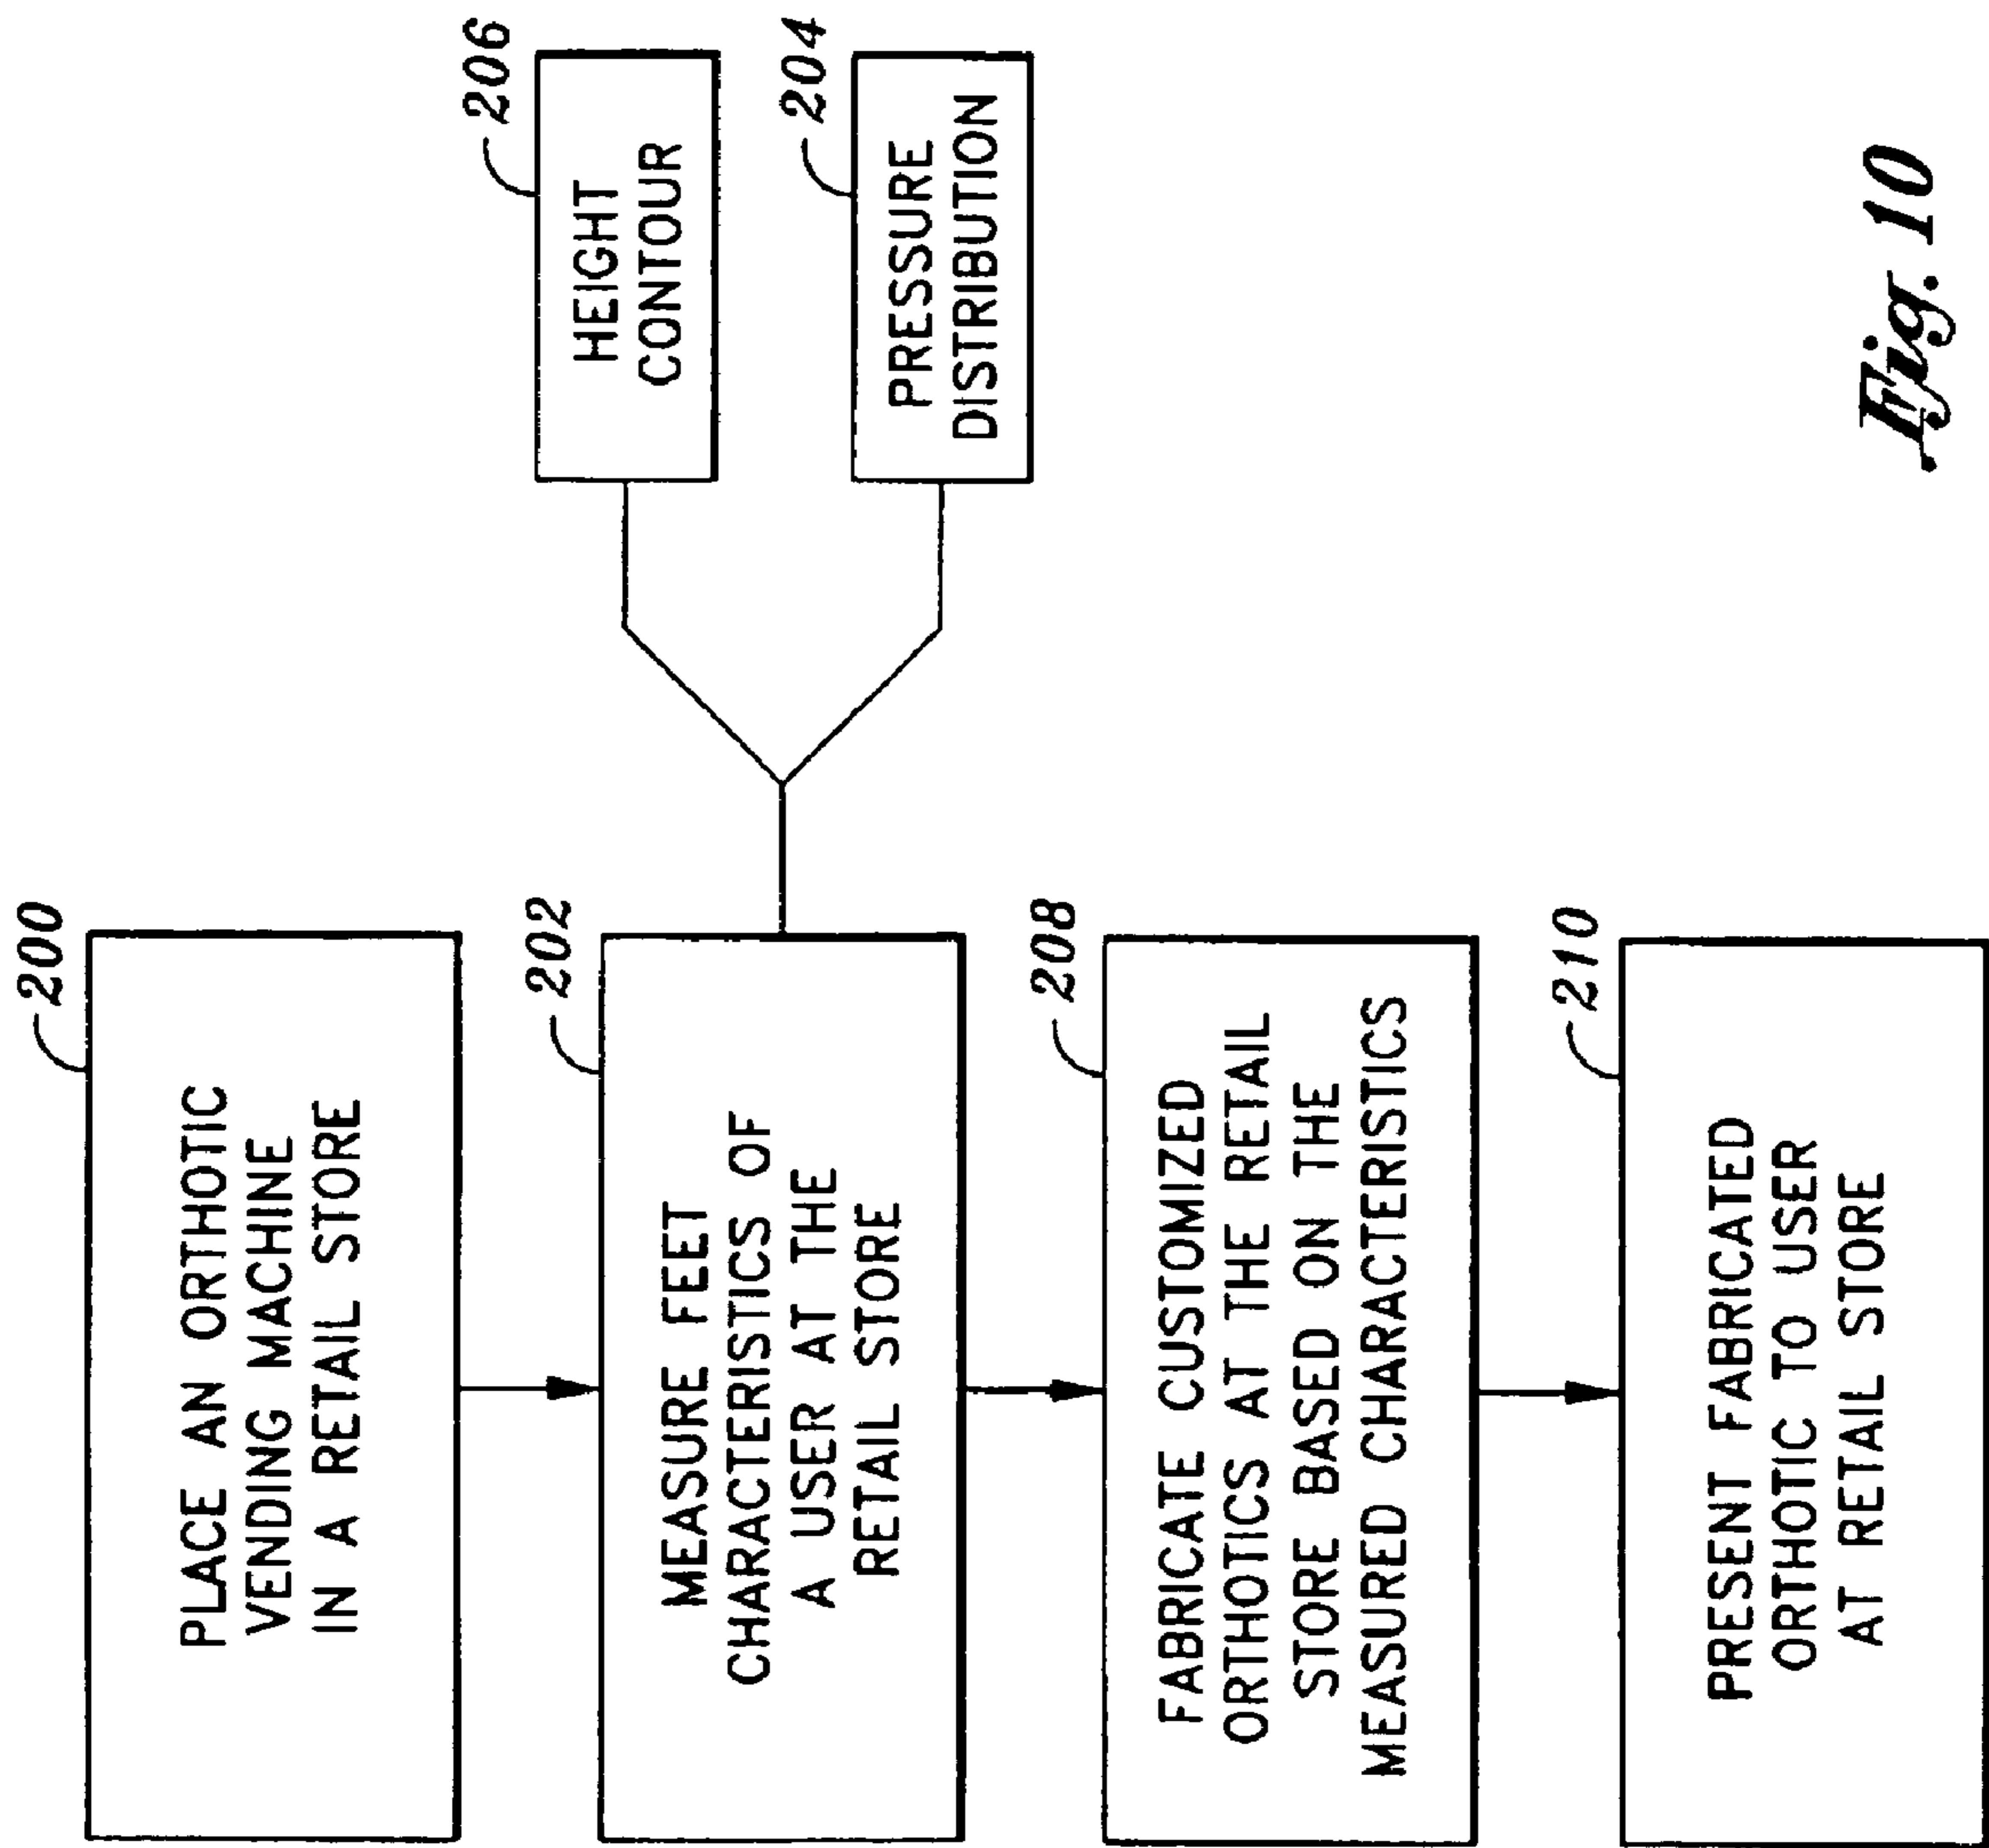 200
PLACE AN ORTHOTIC
VENDING MACHINE
IN A RETAIL STORE
202
MEASURE FEET
CHARACTERISTICS OF
A USER AT THE
RETAIL STORE
206
HEIGHT
CONTOUR
204
PRESSURE
DISTRIBUTION
208
FABRICATE CUSTOMIZED
ORTHOTICS AT THE RETAIL
STORE BASED ON THE
MEASURED CHARACTERISTICS
210
PRESENT FABRICATED
ORTHOTIC TO USER
AT RETAIL STORE
Fig. 10